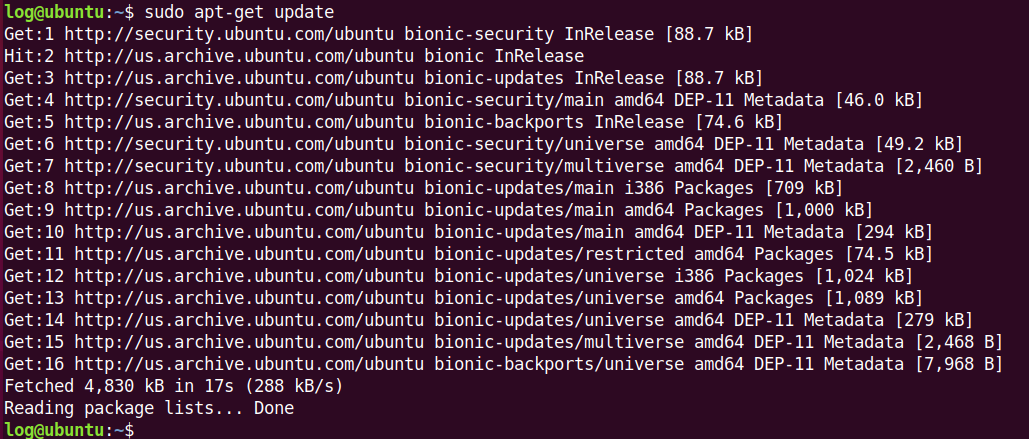 log@ubuntu:~$ sudo apt-get update
Get:1 http://security.ubuntu.com/ubuntu bionic-security InRelease [88.7 kB]
Hit:2 http://us.archive.ubuntu.com/ubuntu bionic InRelease
Get:3 http://us.archive.ubuntu.com/ubuntu bionic-updates InRelease [88.7 kB]
Get:4 http://security.ubuntu.com/ubuntu bionic-security/main amd64 DEP-11 Metadata [46.0 kB]
Get:5 http://us.archive.ubuntu.com/ubuntu bionic-backports InRelease [74.6 kB]
Get:6 http://security.ubuntu.com/ubuntu bionic-security/universe amd64 DEP-11 Metadata [49.2 kB]
Get:7 http://security.ubuntu.com/ubuntu bionic-security/multiverse amd64 DEP-11 Metadata [2,460 B]
Get:8 http://us.archive.ubuntu.com/ubuntu bionic-updates/main i386 Packages [709 kB]
Get:9 http://us.archive.ubuntu.com/ubuntu bionic-updates/main amd64 Packages [1,000 kB]
Get:10 http://us.archive.ubuntu.com/ubuntu bionic-updates/main amd64 DEP-11 Metadata [294 kB]
Get:11 http://us.archive.ubuntu.com/ubuntu bionic-updates/restricted amd64 Packages [74.5 kB]
Get:12 http://us.archive.ubuntu.com/ubuntu bionic-updates/universe i386 Packages [1,024 kB]
Get:13 http://us.archive.ubuntu.com/ubuntu bionic-updates/universe amd64 Packages [1,089 kB]
Get:14 http://us.archive.ubuntu.com/ubuntu bionic-updates/universe amd64 DEP-11 Metadata [279 kB]
Get:15 http://us.archive.ubuntu.com/ubuntu bionic-updates/multiverse amd64 DEP-11 Metadata [2,468 B]
Get:16 http://us.archive.ubuntu.com/ubuntu bionic-backports/universe amd64 DEP-11 Metadata [7,968 B]
Fetched 4,830 kB in 17s (288 kB/s)
Reading package lists... Done
log@ubuntu:~$